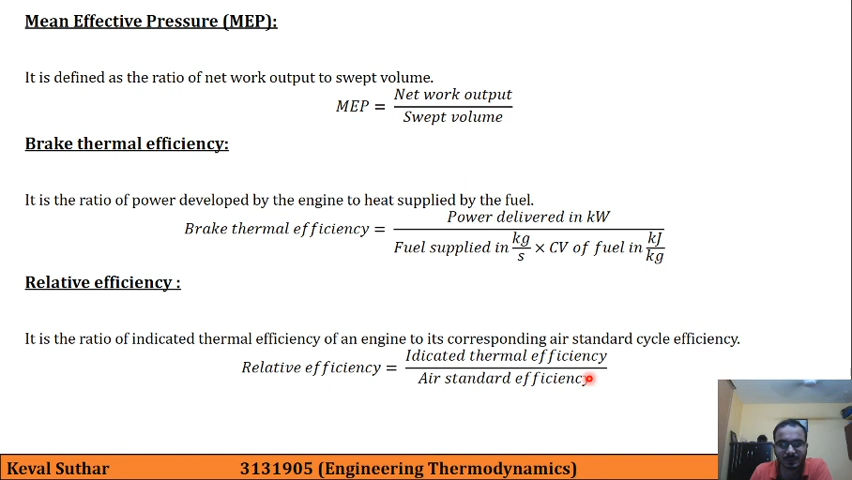 Mean Effective Pressure (MEP):
It is defined as the ratio of net work output to swept volume.
MEP = Net work output / Swept volume
Brake thermal efficiency:
It is the ratio of power developed by the engine to heat supplied by the fuel.
Brake thermal efficiency = Power delivered in kW / Fuel supplied in kg/s × CV of fuel in kJ/kg
Relative efficiency :
It is the ratio of indicated thermal efficiency of an engine to its corresponding air standard cycle efficiency.
Relative efficiency = Idicated thermal efficiency / Air standard efficiency
Keval Suthar 3131905 (Engineering Thermodynamics)